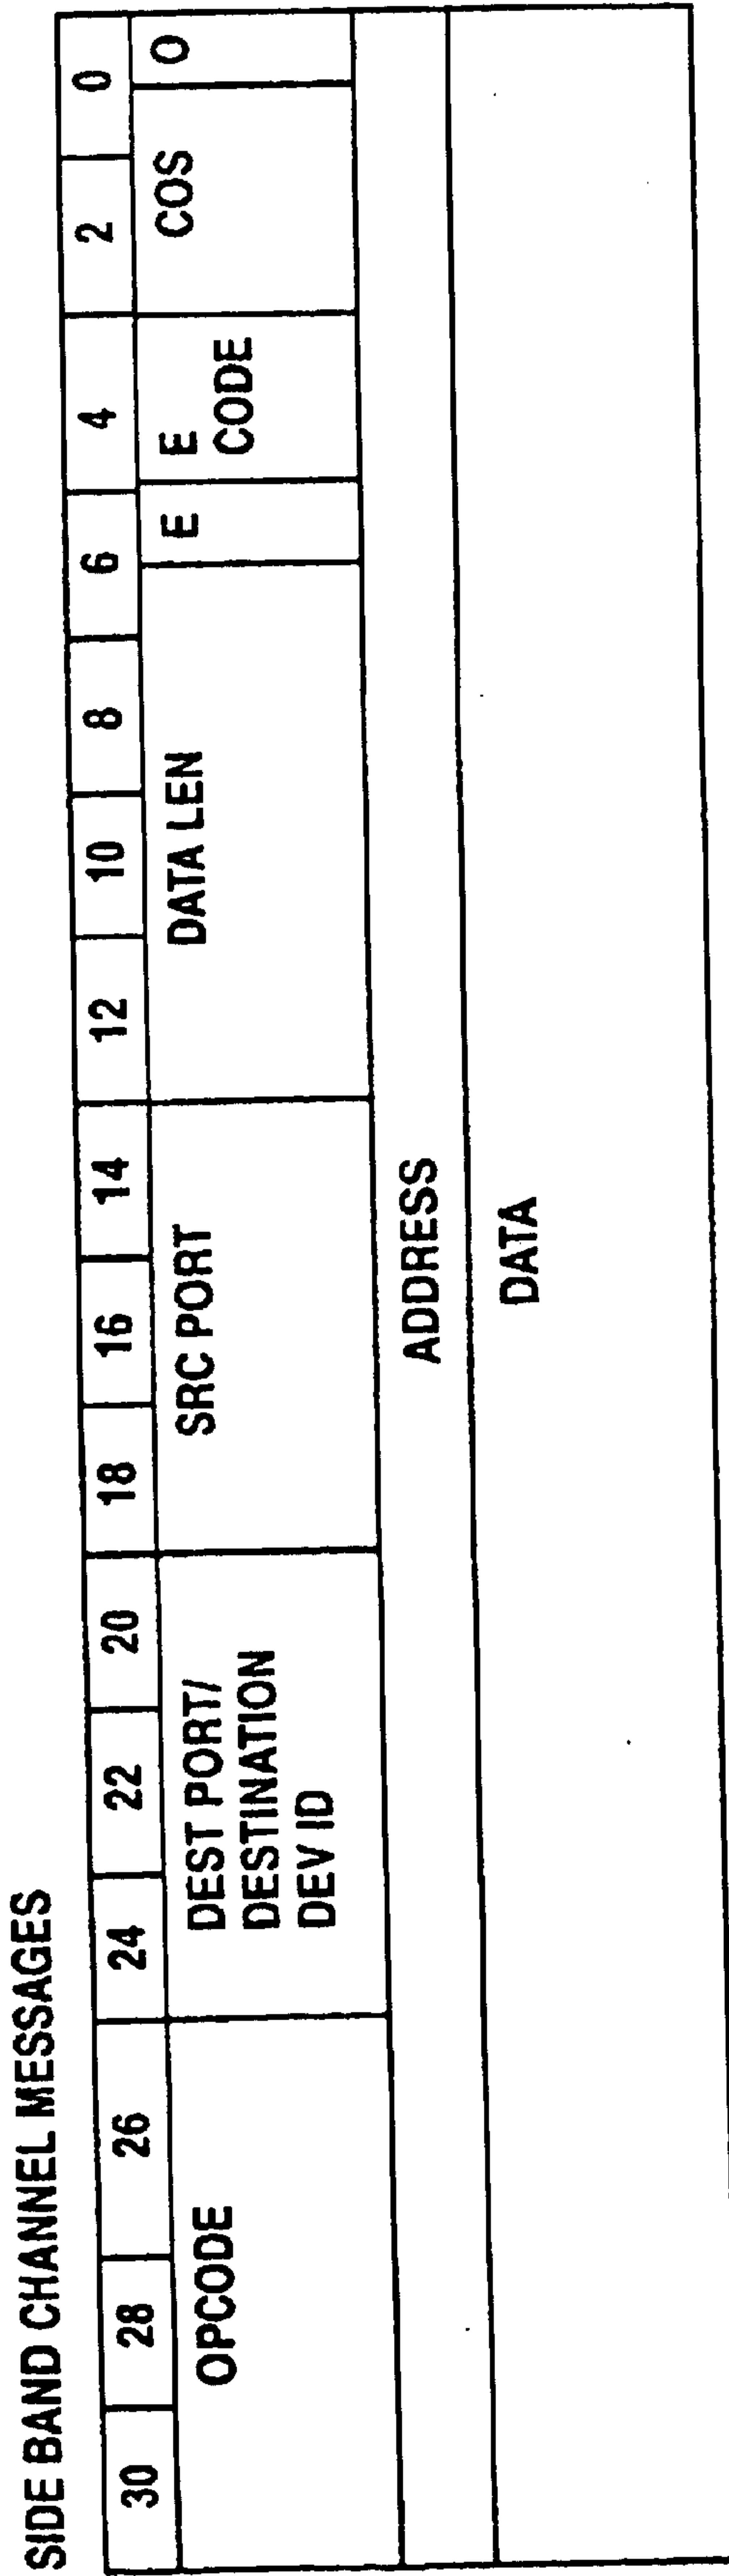 SIDE BAND CHANNEL MESSAGES
30 28 26 24 22 20 18 16 14 12 10 8 6 4 2 0
OPCODE
DEST PORT/
DESTINATION
DEV ID
SRC PORT
DATA LEN
E
E
CODE
COS
O
ADDRESS
DATA